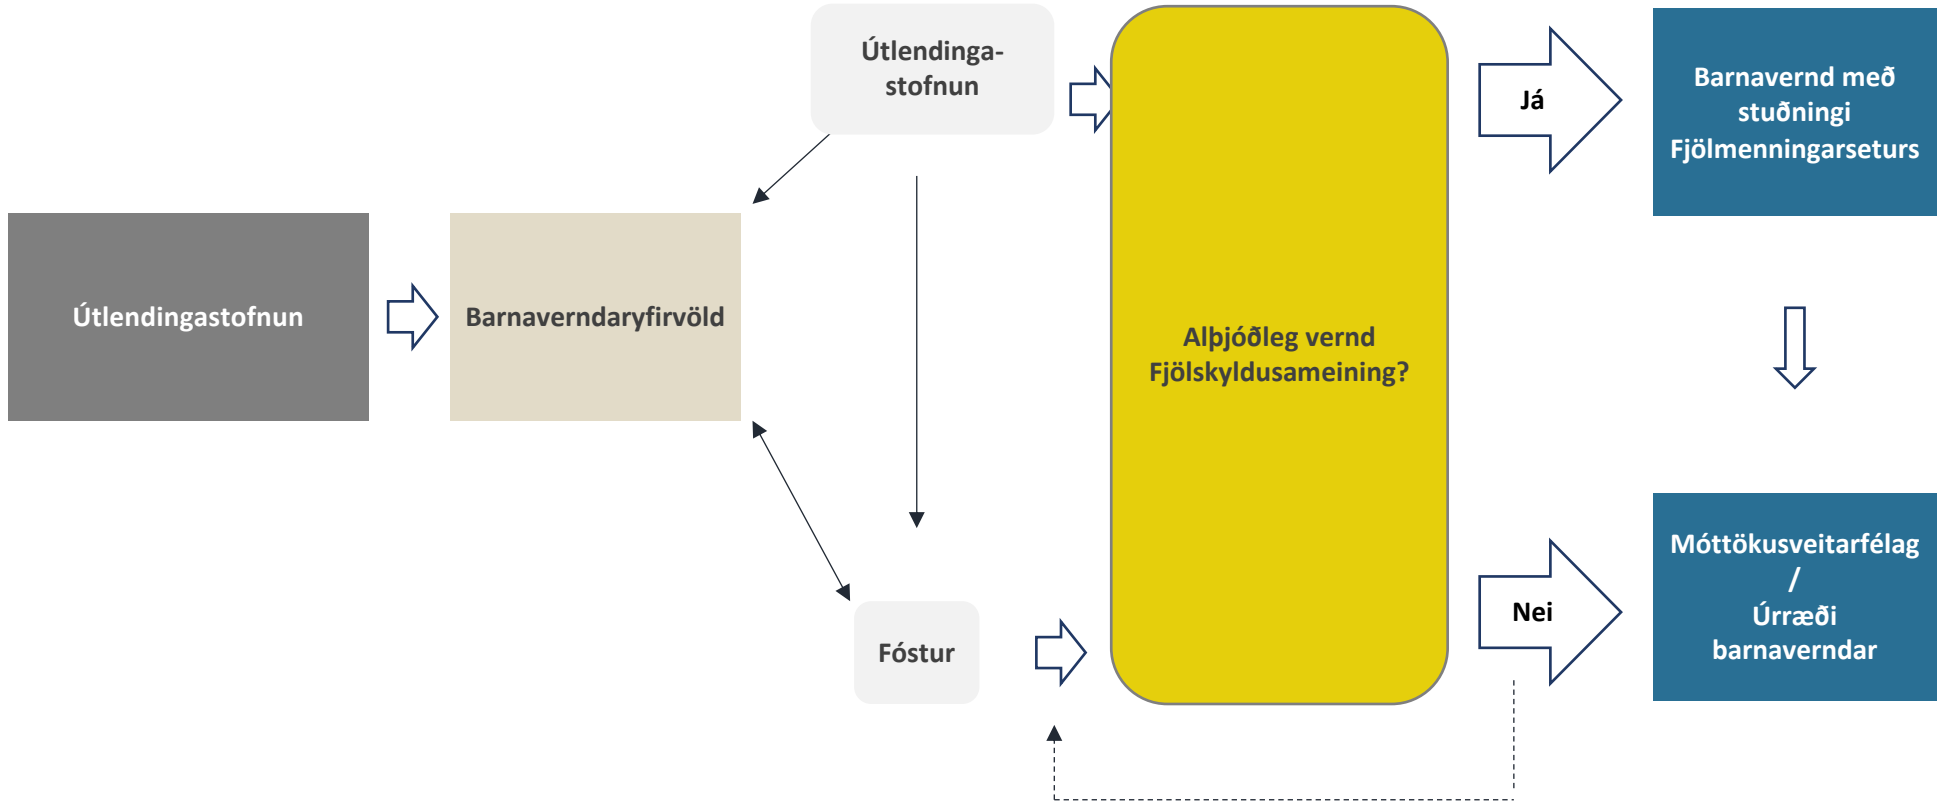 Útlendingastofnun
Barnaverndaryfirvöld
Útlendinga-
stofnun
Fóstur
Alþjóðleg vernd
Fjölskyldusameining?
Já
Barnavernd með
stuðningi
Fjölmenningarseturs
Nei
Móttökusveitarfélag
/
Úrræði
barnaverndar